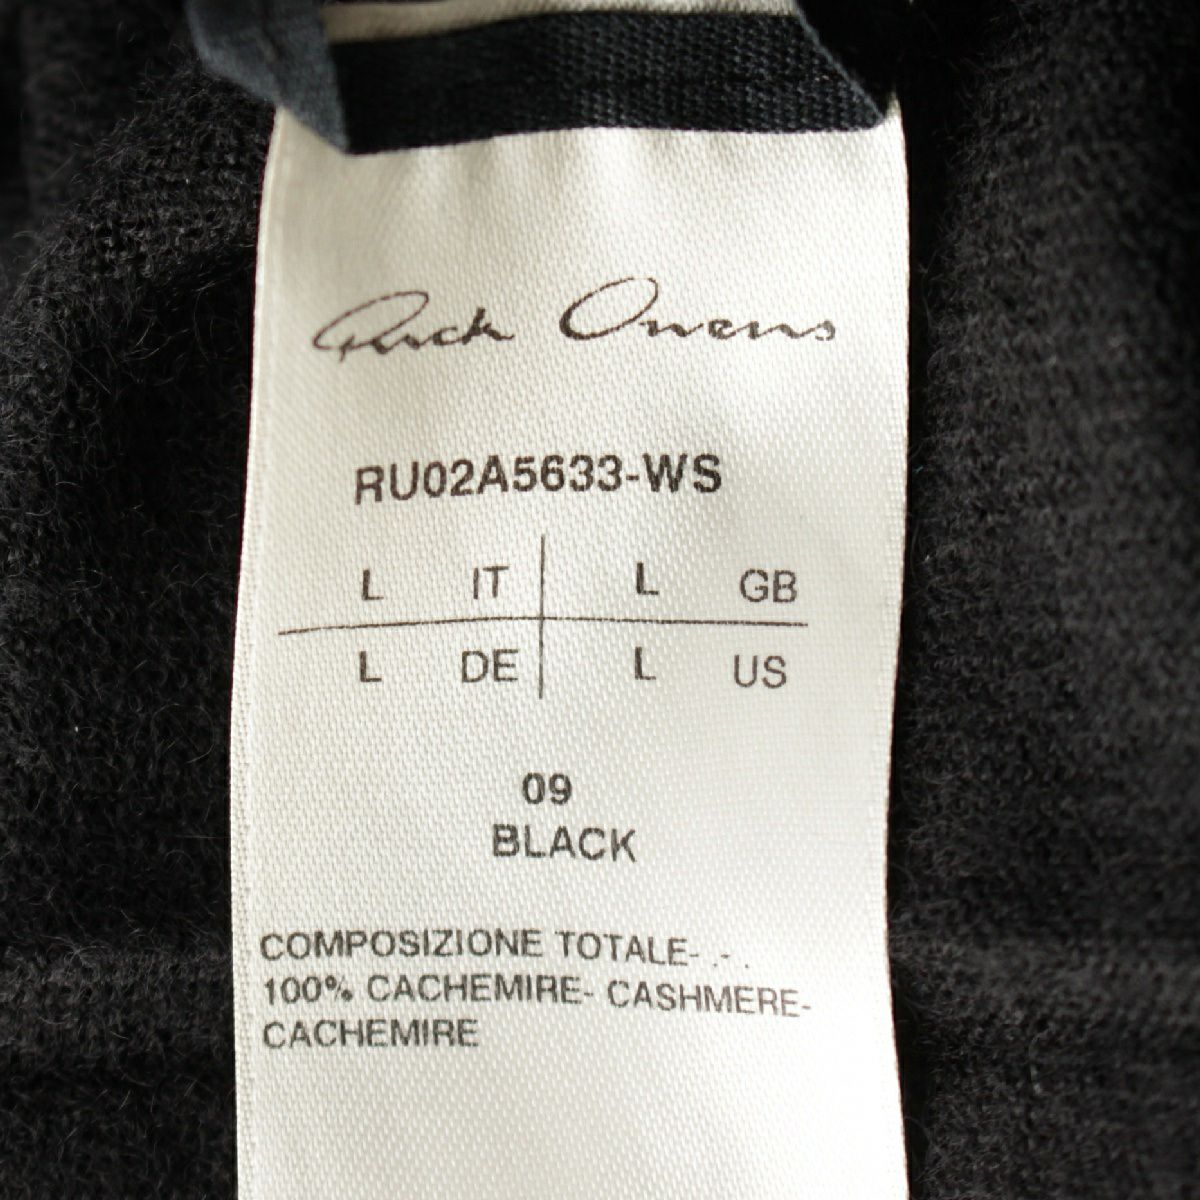 Rick Owens
RU02A5633-WS
L IT L GB
L DE L US
09
BLACK
COMPOSIZIONE TOTALE- .- .
100% CACHEMIRE- CASHMERE-
CACHEMIRE